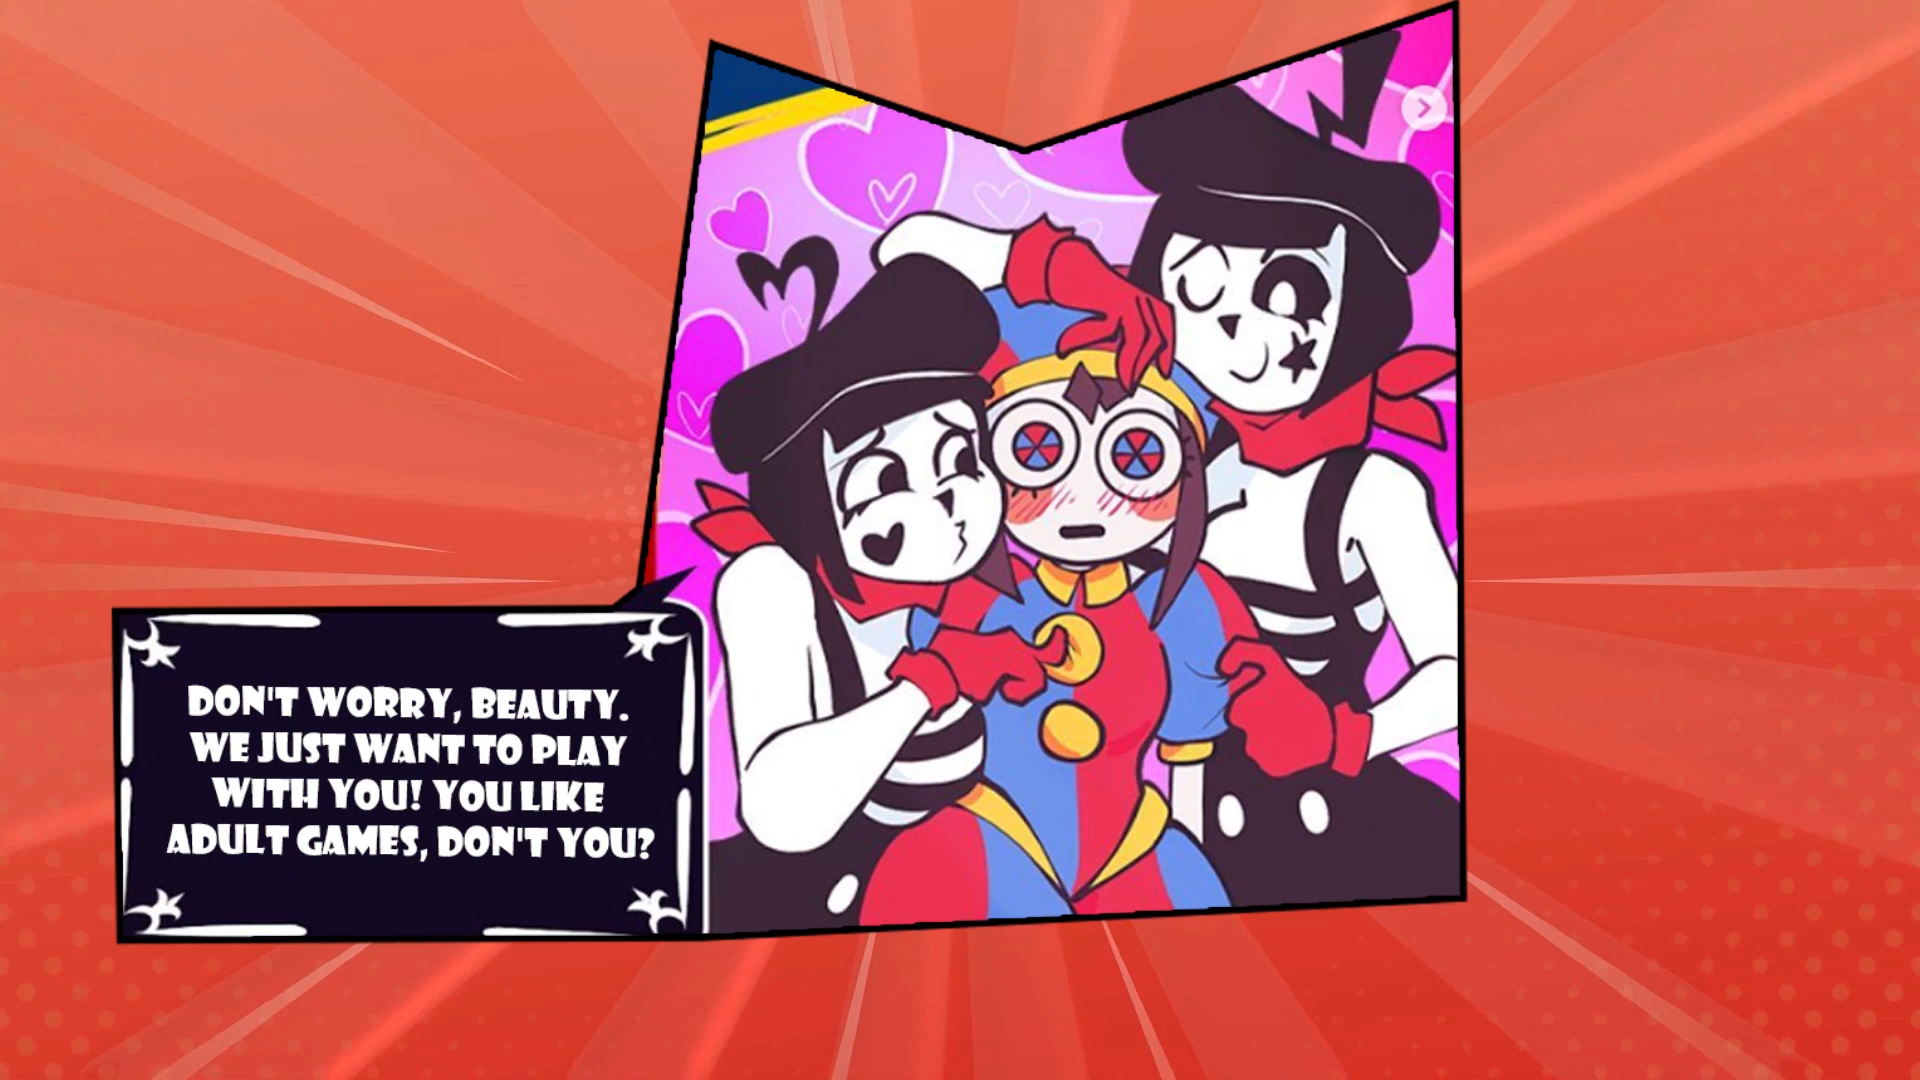 DON'T WORRY, BEAUTY.
WE JUST WANT TO PLAY
WITH YOU! YOU LIKE
ADULT GAMES, DON'T YOU?